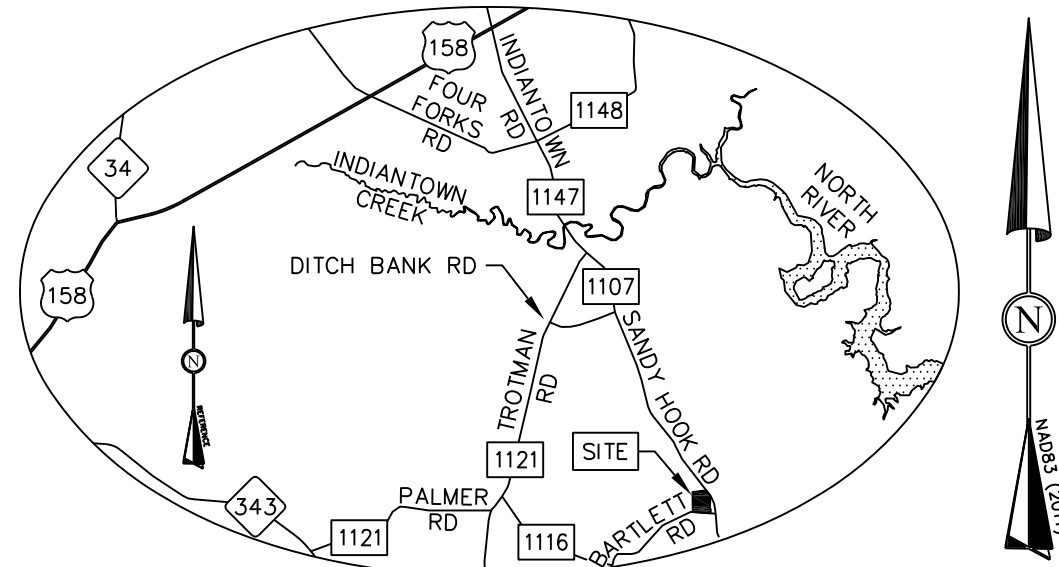 158
INDIANTOWN
RD
FOUR
FORKS
RD
1148
34
INDIANTOWN
CREEK
1147
NORTH
RIVER
158
DITCH BANK RD
1107
N
N
REFERENCE
TROTMAN
RD
SANDY HOOK RD
SITE
1121
343
PALMER
RD
1121
1116
BARTLETT
RD
NAD83